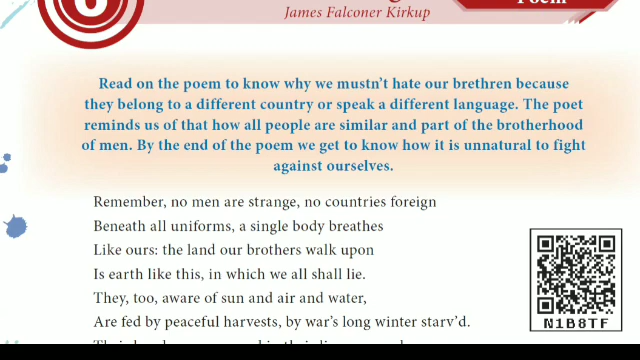 James Falconer Kirkup
Poem
Read on the poem to know why we mustn't hate our brethren because
they belong to a different country or speak a different language. The poet
reminds us of that how all people are similar and part of the brotherhood
of men. By the end of the poem we get to know how it is unnatural to fight
against ourselves.
Remember, no men are strange, no countries foreign
Beneath all uniforms, a single body breathes
Like ours: the land our brothers walk upon
Is earth like this, in which we all shall lie.
They, too, aware of sun and air and water,
Are fed by peaceful harvests, by war's long winter starv'd.
N1B8TF